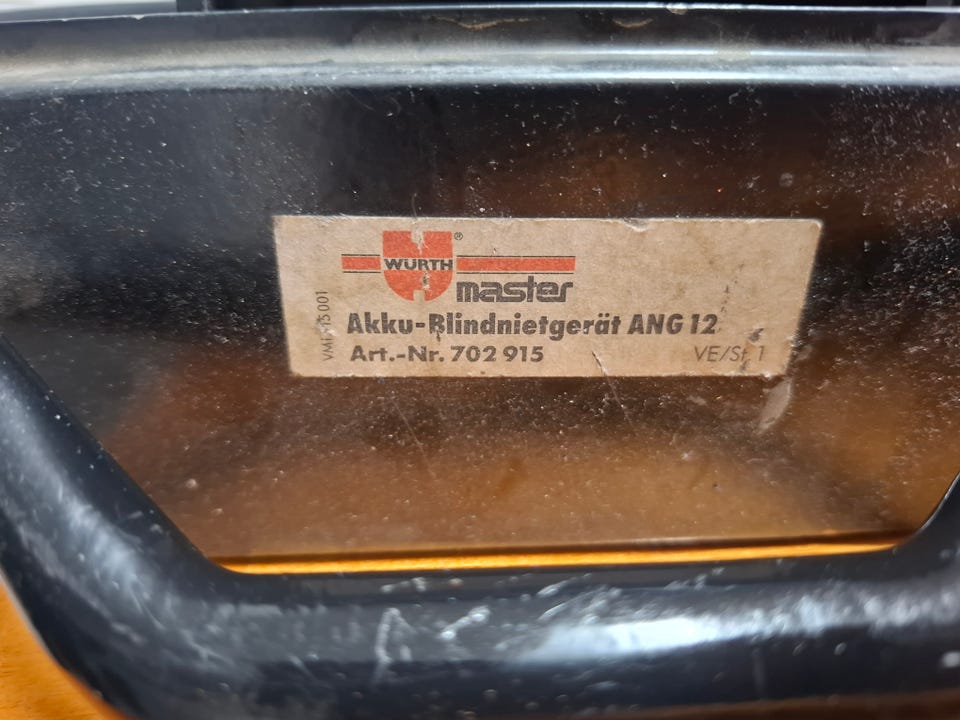 WÜRTH®
master
Akku-Blindnietgerät ANG 12
Art.-Nr. 702 915 VE/St. 1